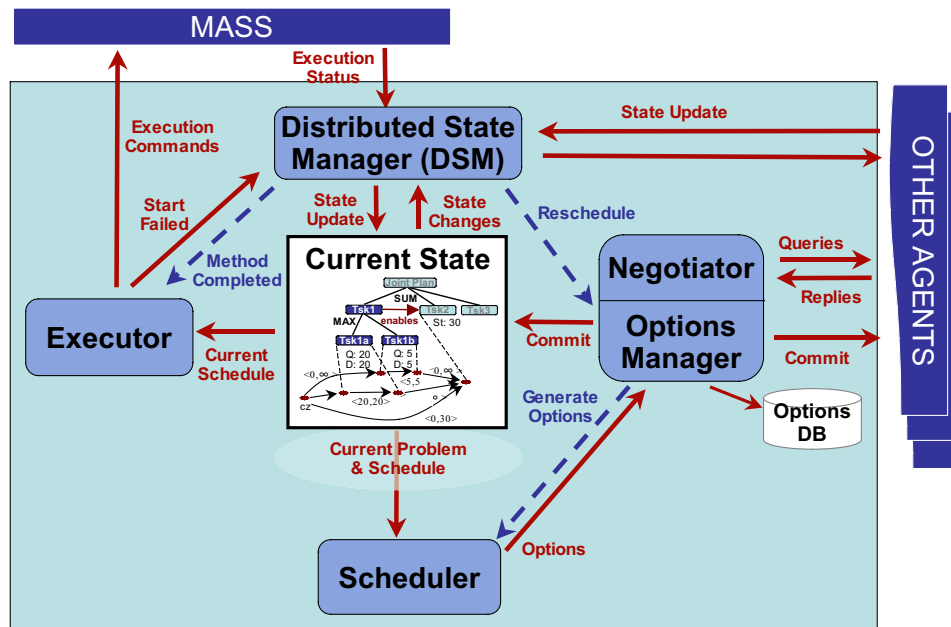 MASS
Execution
Status
Execution
Commands
Distributed State
Manager (DSM)
State Update
OTHER AGENTS
Start
Failed
State
Update
State
Changes
Reschedule
Method
Completed
Current State
Joint Plan
SUM
Tsk1
Tsk2
Tsk3
MAX
enables
St: 30
Tsk1a
Tsk1b
Q: 20
D: 20
Q: 5
D: 5
<0,∞>
<0,∞>
<5,5
cz
<20,20>
<0,30>
Negotiator
Options
Manager
Queries
Replies
Commit
Commit
Executor
Current
Schedule
Generate
Options
Options
DB
Current Problem
& Schedule
Options
Scheduler